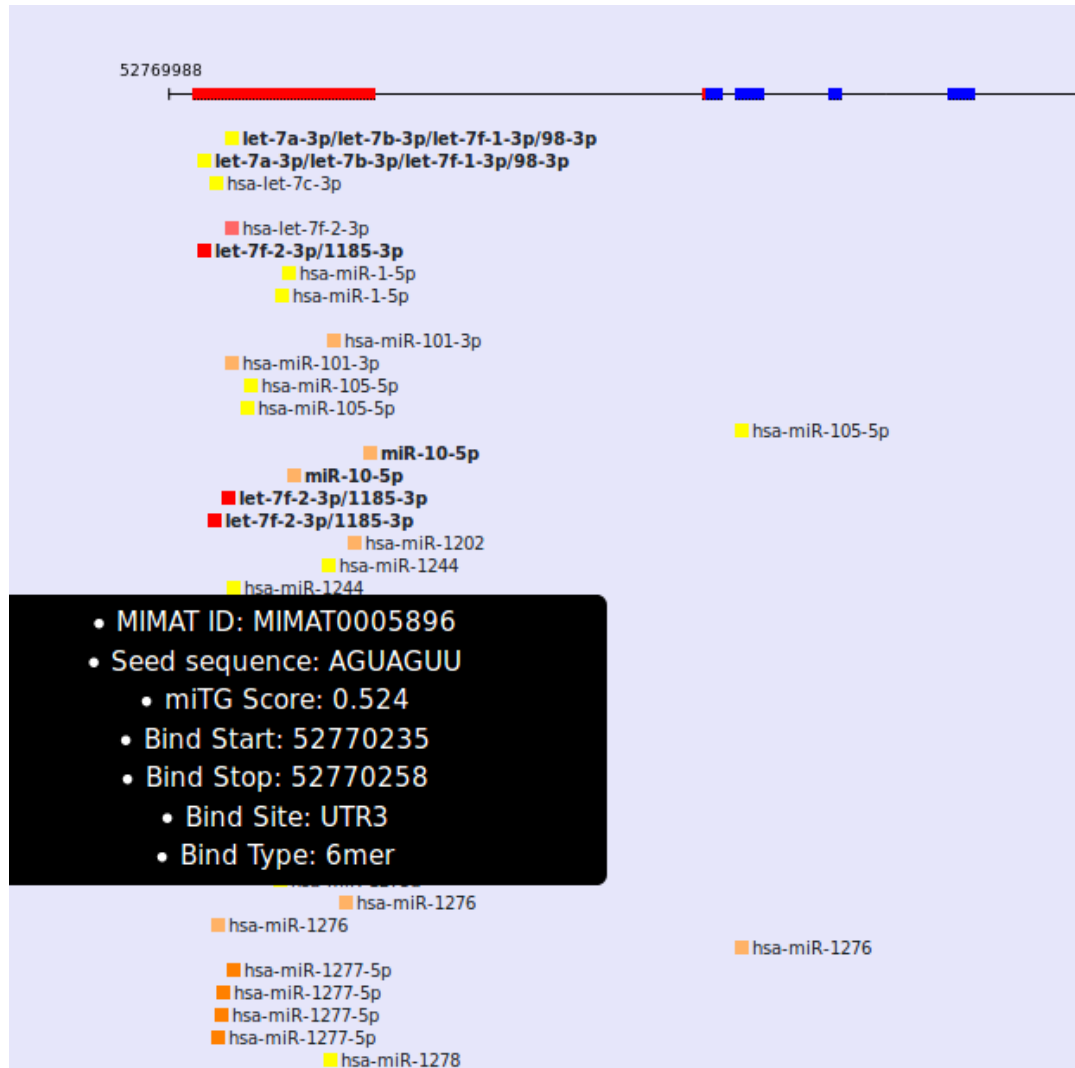 52769988
let-7a-3p/let-7b-3p/let-7f-1-3p/98-3p
let-7a-3p/let-7b-3p/let-7f-1-3p/98-3p
hsa-let-7c-3p
hsa-let-7f-2-3p
let-7f-2-3p/1185-3p
hsa-miR-1-5p
hsa-miR-1-5p
hsa-miR-101-3p
hsa-miR-101-3p
hsa-miR-105-5p
hsa-miR-105-5p
hsa-miR-105-5p
miR-10-5p
miR-10-5p
let-7f-2-3p/1185-3p
let-7f-2-3p/1185-3p
hsa-miR-1202
hsa-miR-1244
hsa-miR-1244
• MIMAT ID: MIMAT0005896
• Seed sequence: AGUAGUU
• miTG Score: 0.524
• Bind Start: 52770235
• Bind Stop: 52770258
• Bind Site: UTR3
• Bind Type: 6mer
hsa-miR-1276
hsa-miR-1276
hsa-miR-1276
hsa-miR-1277-5p
hsa-miR-1277-5p
hsa-miR-1277-5p
hsa-miR-1277-5p
hsa-miR-1278